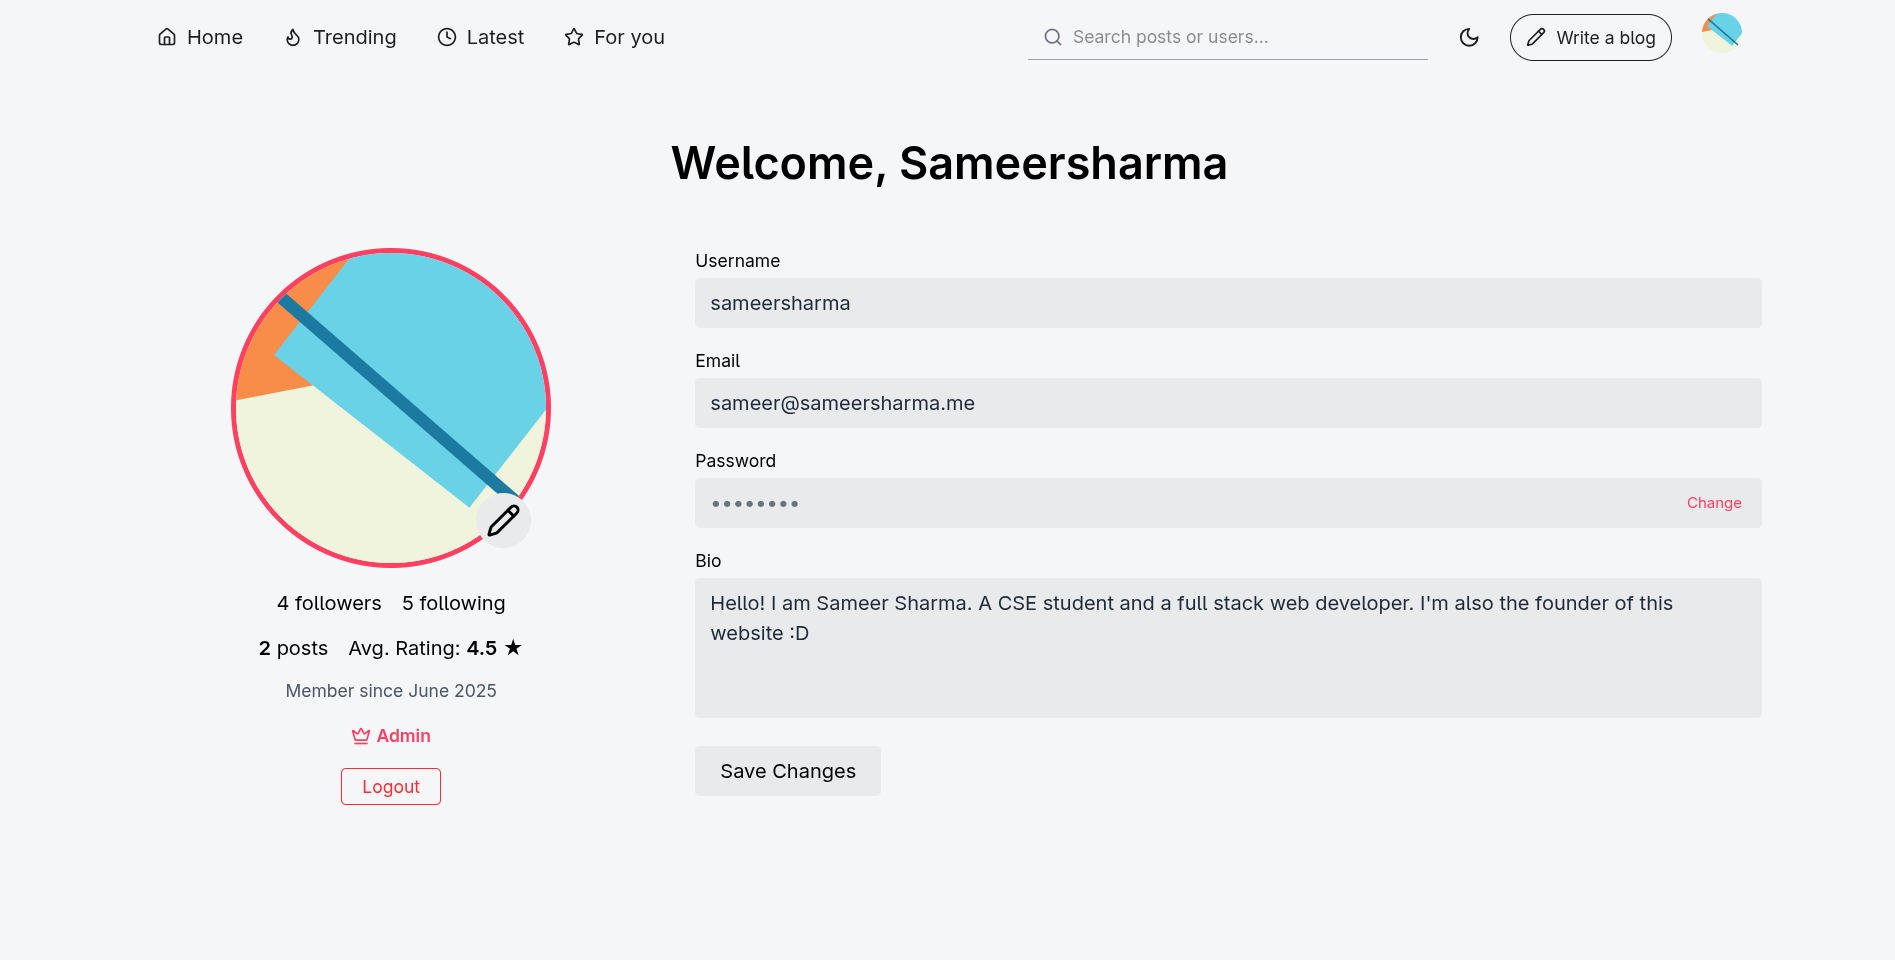 Home Trending Latest For you Search posts or users... Write a blog
Welcome, Sameersharma
4 followers 5 following
2 posts Avg. Rating: 4.5 ★
Member since June 2025
Admin
Logout
Username
sameersharma
Email
sameer@sameersharma.me
Password
••••••••
Change
Bio
Hello! I am Sameer Sharma. A CSE student and a full stack web developer. I'm also the founder of this
website :D
Save Changes